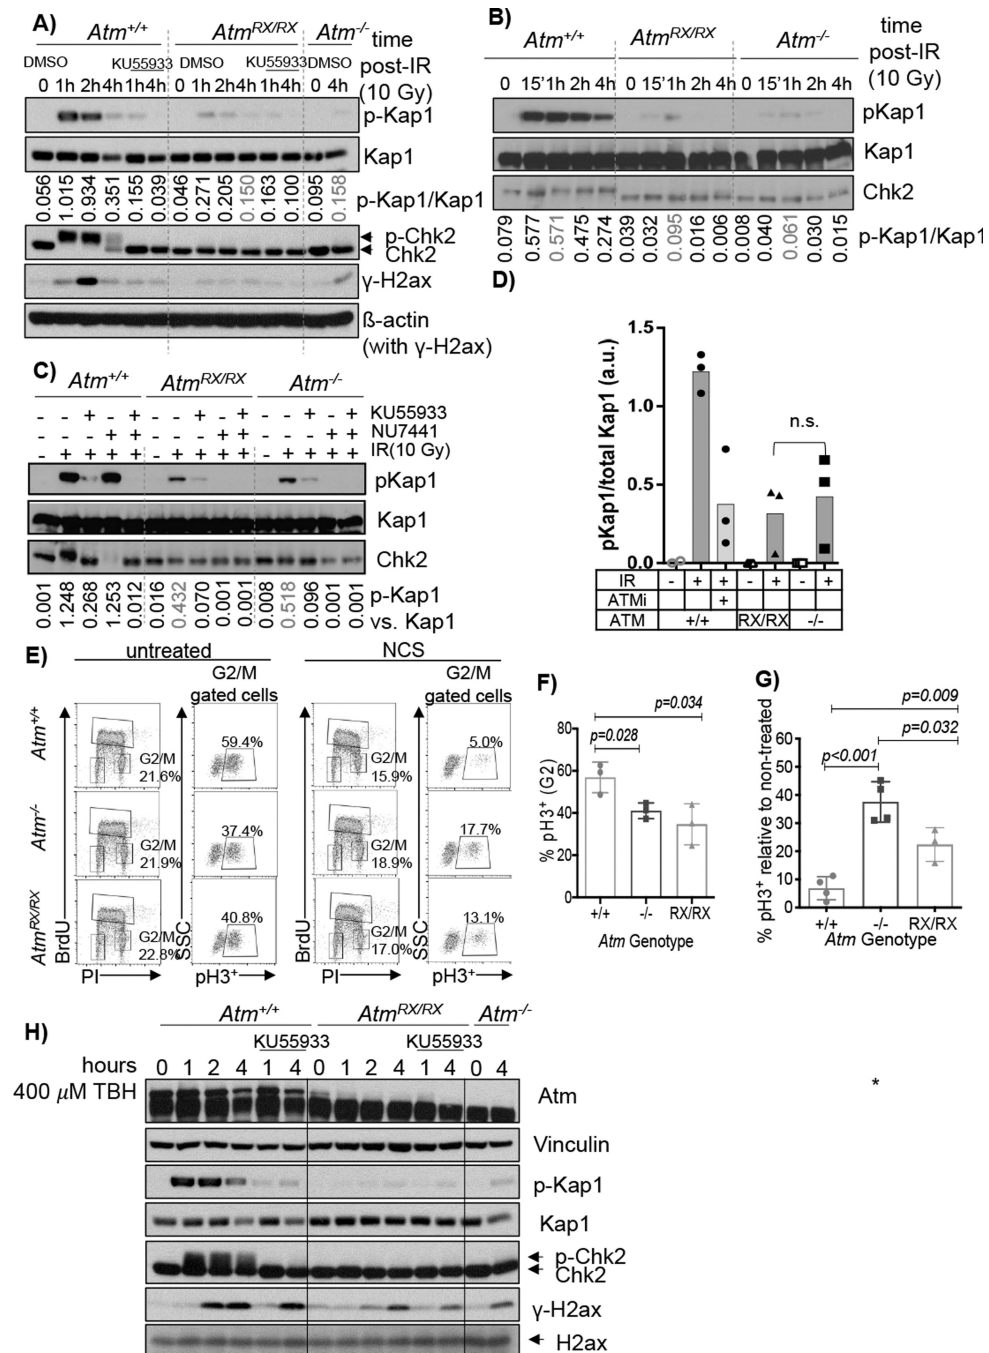 A)
Atm+/+ AtmRX/RX Atm-/- time
DMSO KU55933 DMSO KU55933 DMSO post-IR
0 1h 2h 4h 1h 4h 0 1h 2h 4h 1h 4h 0 4h (10 Gy)
p-Kap1
Kap1
0.056 1.015 0.934 0.351 0.155 0.039 0.046 0.271 0.205 0.150 0.163 0.100 0.095 0.158 p-Kap1/Kap1
p-Chk2
Chk2
γ-H2ax
ß-actin
(with γ-H2ax)
B)
Atm+/+ AtmRX/RX Atm-/- time
post-IR
0 15' 1h 2h 4h 0 15' 1h 2h 4h 0 15' 1h 2h 4h (10 Gy)
pKap1
Kap1
Chk2
0.079 0.577 0.571 0.475 0.274 0.039 0.032 0.095 0.016 0.006 0.008 0.040 0.061 0.030 0.015 p-Kap1/Kap1
C)
Atm+/+ AtmRX/RX Atm-/-
- - + - + - - + - + - - + - + KU55933
- - - + + - - - + + - - - + + NU7441
- + + + + - + + + + - + + + + IR(10 Gy)
pKap1
Kap1
Chk2
0.001 1.248 0.268 1.253 0.012 0.016 0.432 0.070 0.001 0.001 0.008 0.518 0.096 0.001 0.001 p-Kap1
vs. Kap1
D)
pKap1/total Kap1 (a.u.)
1.5
1.0
0.5
0.0
n.s.
IR - + + - + - +
ATMi +
ATM +/+ RX/RX -/-
E)
untreated NCS
G2/M
gated cells
G2/M
gated cells
Atm+/+
G2/M
21.6%
59.4%
G2/M
15.9%
5.0%
Atm-/-
G2/M
21.9%
37.4%
G2/M
18.9%
17.7%
AtmRX/RX
G2/M
22.8%
40.8%
G2/M
17.0%
13.1%
BrdU
SSC
BrdU
SSC
PI pH3+ PI pH3+
F)
% pH3+ (G2)
80
60
40
20
0
p=0.034
p=0.028
+/+ -/- RX/RX
Atm Genotype
G)
% pH3+ relative to non-treated
60
50
40
30
20
10
0
p=0.009
p=0.032
p<0.001
+/+ -/- RX/RX
Atm Genotype
H)
Atm+/+ AtmRX/RX Atm-/-
KU55933 KU55933
hours 0 1 2 4 1 4 0 1 2 4 1 4 0 4
400 µM TBH
Atm
*
Vinculin
p-Kap1
Kap1
p-Chk2
Chk2
γ-H2ax
H2ax